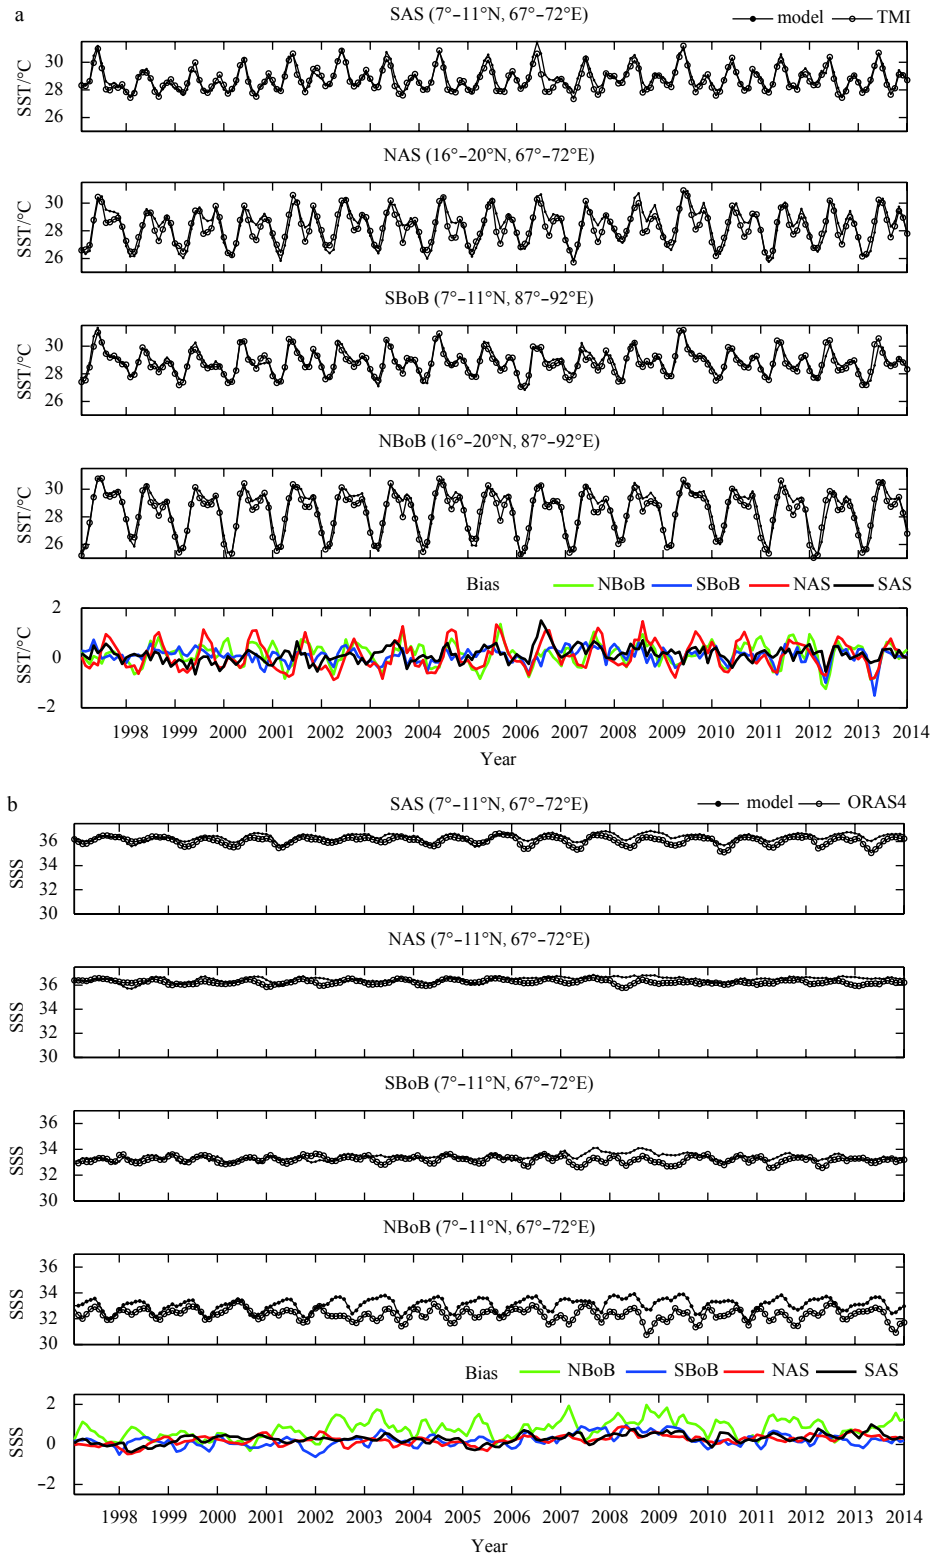 a
SAS (7°–11°N, 67°–72°E)
model TMI
30
28
26
SST/°C
NAS (16°–20°N, 67°–72°E)
30
28
26
SST/°C
SBoB (7°–11°N, 87°–92°E)
30
28
26
SST/°C
NBoB (16°–20°N, 87°–92°E)
30
28
26
SST/°C
Bias NBoB SBoB NAS SAS
2
0
–2
SST/°C
1998 1999 2000 2001 2002 2003 2004 2005 2006 2007 2008 2009 2010 2011 2012 2013 2014
Year
b
SAS (7°–11°N, 67°–72°E)
model ORAS4
36
34
32
30
SSS
NAS (7°–11°N, 67°–72°E)
36
34
32
30
SSS
SBoB (7°–11°N, 67°–72°E)
36
34
32
30
SSS
NBoB (7°–11°N, 67°–72°E)
36
34
32
30
SSS
Bias NBoB SBoB NAS SAS
2
0
–2
SSS
1998 1999 2000 2001 2002 2003 2004 2005 2006 2007 2008 2009 2010 2011 2012 2013 2014
Year